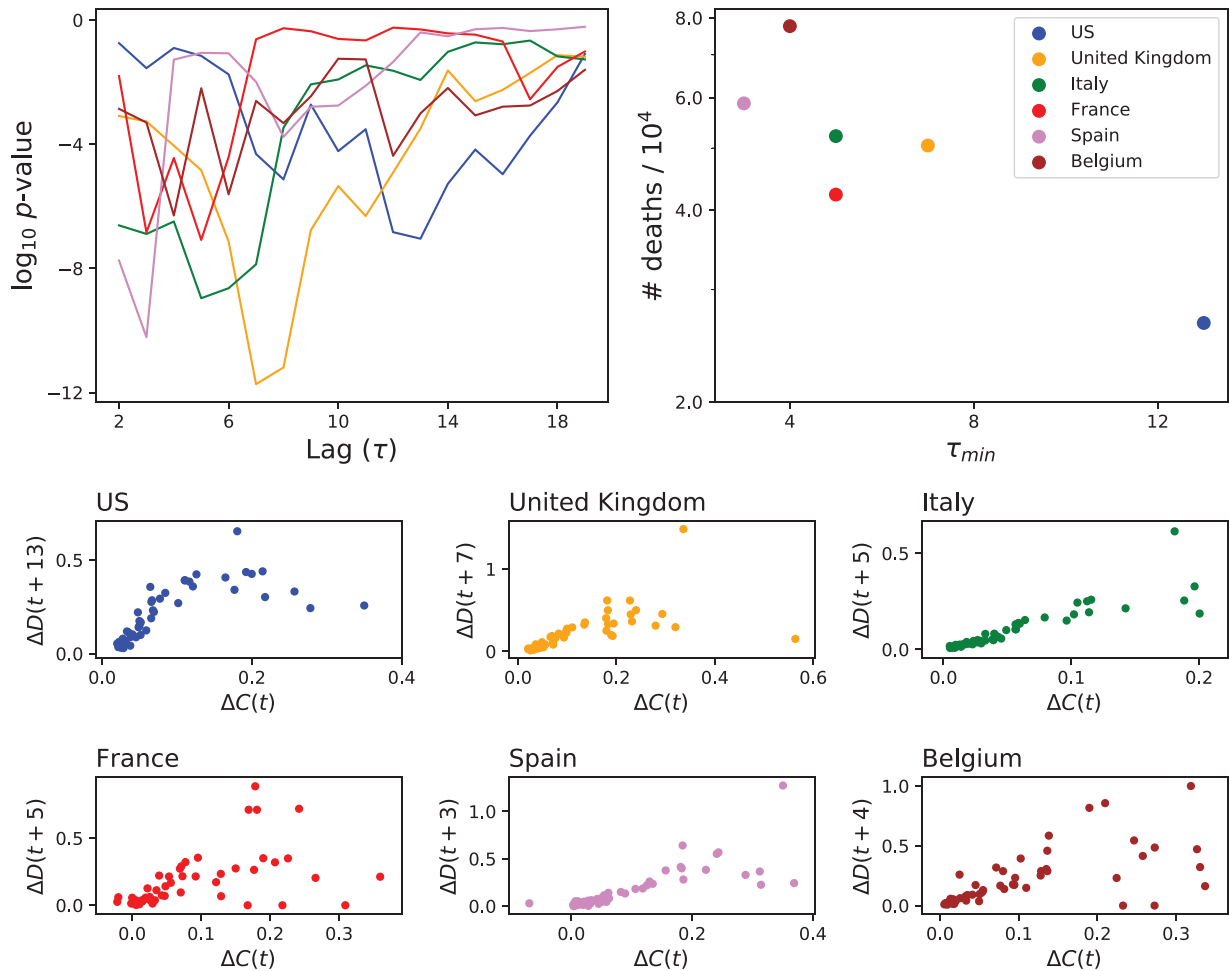 0
−4
−8
−12
log₁₀ p-value
2
6
10
14
18
Lag (τ)
8.0
6.0
4.0
2.0
# deaths / 10⁴
4
8
12
τₘᵢₙ
US
United Kingdom
Italy
France
Spain
Belgium
US
0.5
0.0
ΔD(t + 13)
0.0
0.2
0.4
ΔC(t)
United Kingdom
1
0
ΔD(t + 7)
0.0
0.2
0.4
0.6
ΔC(t)
Italy
0.5
0.0
ΔD(t + 5)
0.0
0.1
0.2
ΔC(t)
France
0.5
0.0
ΔD(t + 5)
0.0
0.1
0.2
0.3
ΔC(t)
Spain
1.0
0.5
0.0
ΔD(t + 3)
0.0
0.2
0.4
ΔC(t)
Belgium
1.0
0.5
0.0
ΔD(t + 4)
0.0
0.1
0.2
0.3
ΔC(t)